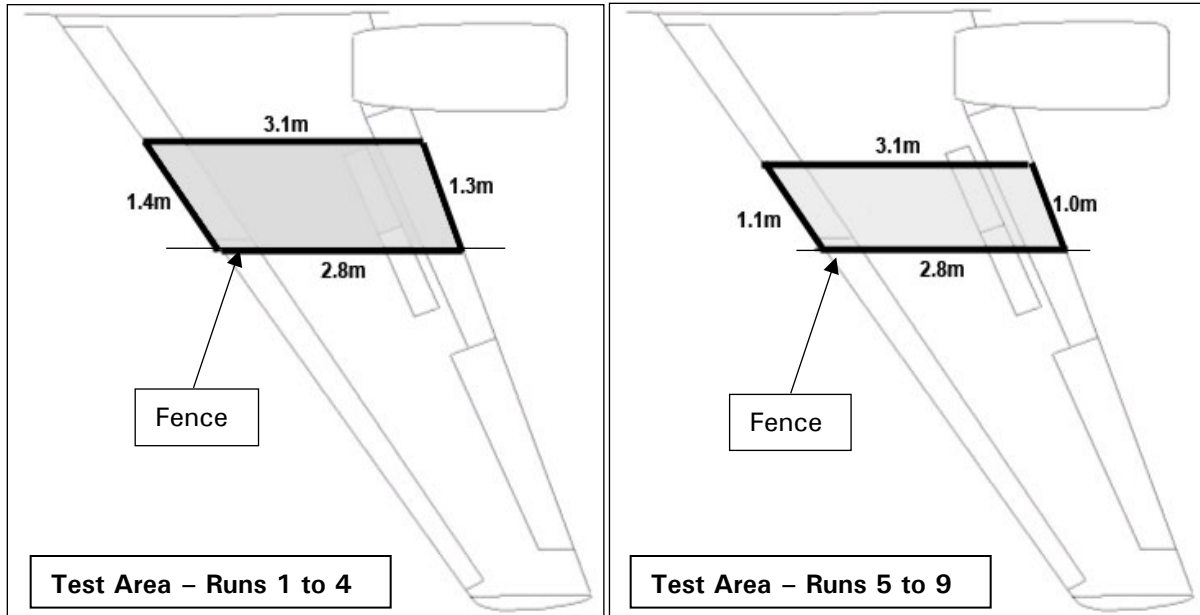 3.1m
1.4m
1.3m
2.8m
Fence
Test Area – Runs 1 to 4
3.1m
1.1m
1.0m
2.8m
Fence
Test Area – Runs 5 to 9